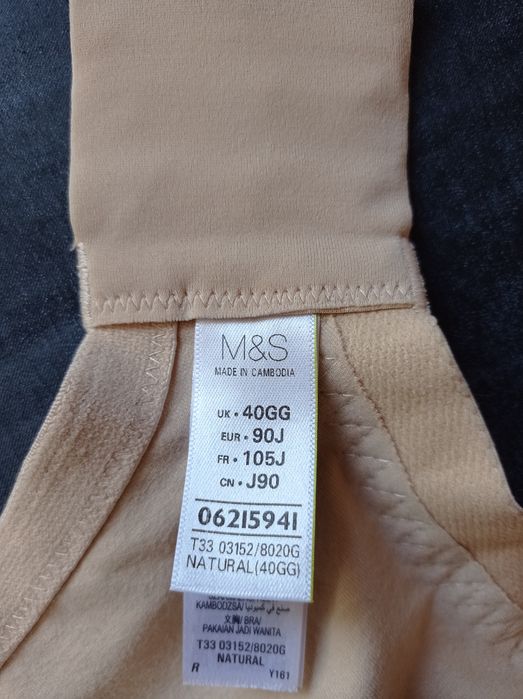 M&S
MADE IN CAMBODIA
UK • 40GG
EUR • 90J
FR • 105J
CN • J90
06215941
T33 03152/8020G
NATURAL(40GG)
KAMBODŻSA/ صنع في كمبوديا/
文胸/ BRA/
PAKAIAN JADI WANITA
T33 03152/8020G
NATURAL
R Y161